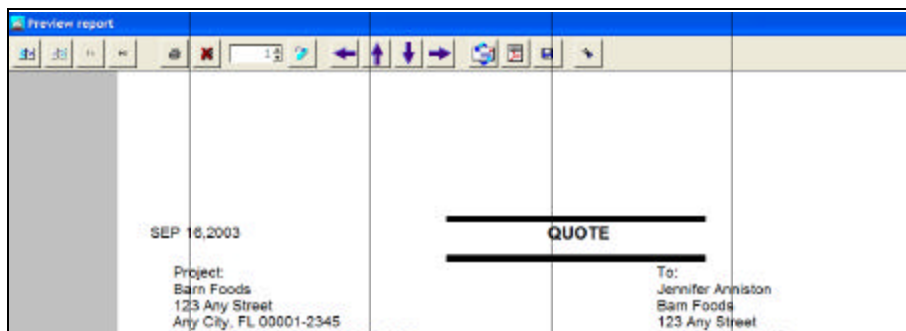 Preview report
1
SEP 16,2003
QUOTE
Project:
Barn Foods
123 Any Street
Any City, FL 00001-2345
To:
Jennifer Anniston
Barn Foods
123 Any Street